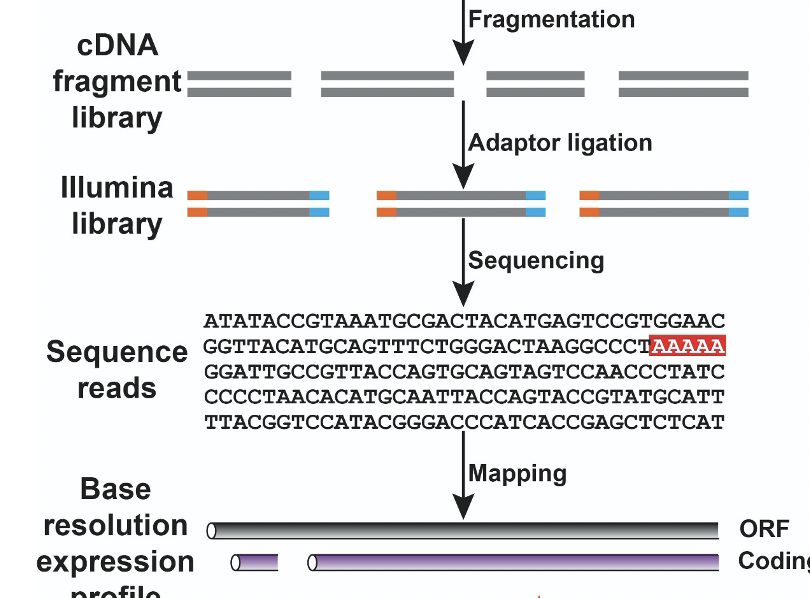 Fragmentation
cDNA
fragment
library
Adaptor ligation
Illumina
library
Sequencing
ATATACCGTAAATGCGACTACATGAGTCCGTGGAAC
GGTTACATGCAGTTTCTGGGACTAAGGCCCTAAAAA
GGATTGCCGTTACCAGTGCAGTAGTCCAACCCTATC
CCCCTAACACATGCAATTACCAGTACCGTATGCATT
TTACGGTCCATACGGGACCCATCACCGAGCTCTCAT
Sequence
reads
Mapping
Base
resolution
expression
profile
ORF
Coding